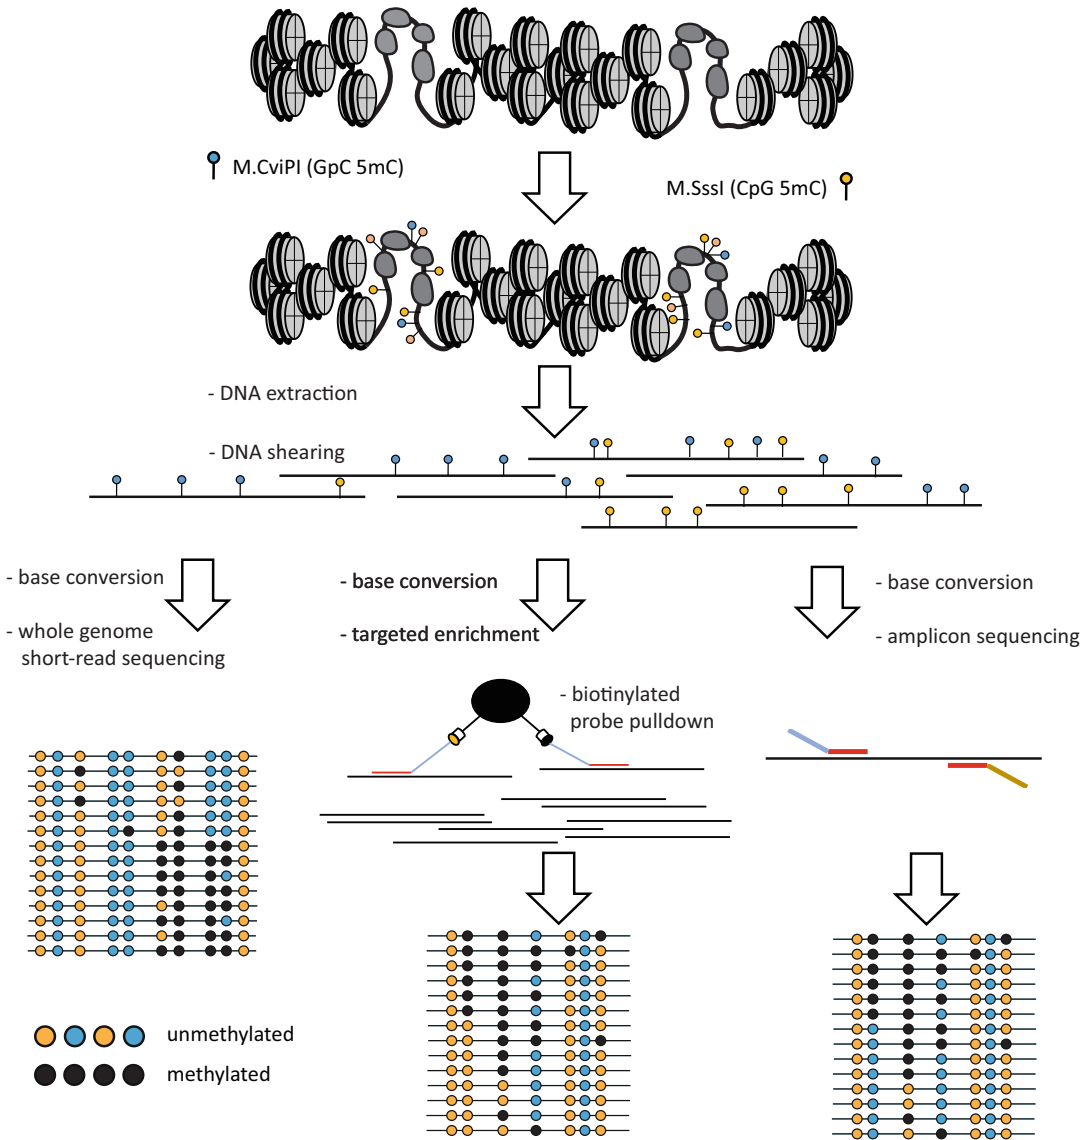 M.CviPI (GpC 5mC)
M.SssI (CpG 5mC)
- DNA extraction
- DNA shearing
- base conversion
- whole genome
short-read sequencing
- base conversion
- targeted enrichment
- base conversion
- amplicon sequencing
- biotinylated
probe pulldown
unmethylated
methylated